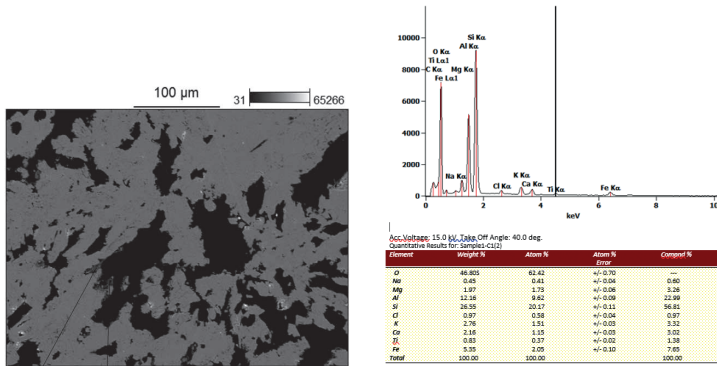 100 µm
31 65266
10000
8000
6000
4000
2000
0
Si Kα
O Kα Al Kα
Ti Lα1
C Kα Mg Kα
Fe Lα1
Na Kα
Cl Kα
K Kα
Ca Kα
Ti Kα
Fe Kα
0 2 4 6 8 10
keV
Acc. Voltage: 15.0 kV, Take Off Angle: 40.0 deg.
Quantitative Results for: Sample1-C1(2)
Element Weight % Atom % Atom % Compnd %
Error
O 46.80S 62.42 +/- 0.70 ---
Na 0.45 0.41 +/- 0.04 0.60
Mg 1.97 1.73 +/- 0.06 3.26
Al 12.16 9.62 +/- 0.09 22.99
Si 26.55 20.17 +/- 0.11 56.81
Cl 0.97 0.58 +/- 0.04 0.97
K 2.76 1.51 +/- 0.03 3.32
Ca 2.16 1.15 +/- 0.03 3.02
Ti 0.83 0.37 +/- 0.02 1.38
Fe 5.35 2.05 +/- 0.10 7.65
Total 100.00 100.00 100.00